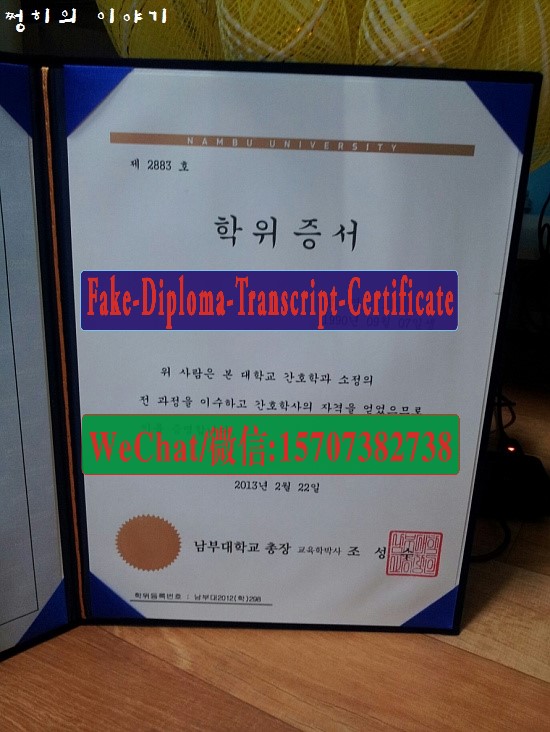 쩡히의 이야기
NAMBU UNIVERSITY
제 2883 호
학위증서
Fake-Diploma-Transcript-Certificate
위 사람은 본 대학교 간호학과 소정의
전 과정을 이수하고 간호학사의 자격을 얻었으므로
WeChat/微信:15707382738
2013년 2월 22일
남부대학교 총장 교육학박사 조 성 수
학위등록번호 : 남부대2012(학)298